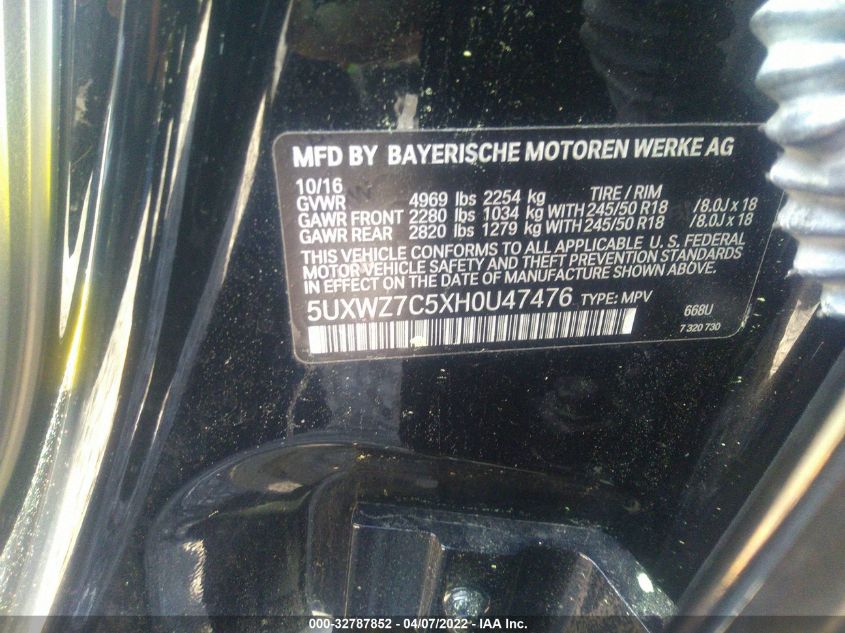 MFD BY BAYERISCHE MOTOREN WERKE AG
10/16
GVWR 4969 lbs 2254 kg TIRE / RIM
GAWR FRONT 2280 lbs 1034 kg WITH 245/50 R18 /8.0J x 18
GAWR REAR 2820 lbs 1279 kg WITH 245/50 R18 /8.0J x 18
THIS VEHICLE CONFORMS TO ALL APPLICABLE U. S. FEDERAL
MOTOR VEHICLE SAFETY AND THEFT PREVENTION STANDARDS
IN EFFECT ON THE DATE OF MANUFACTURE SHOWN ABOVE.
5UXWZ7C5XH0U47476 TYPE: MPV 668U
7 320 730
000-32787852 - 04/07/2022 - IAA, Inc.